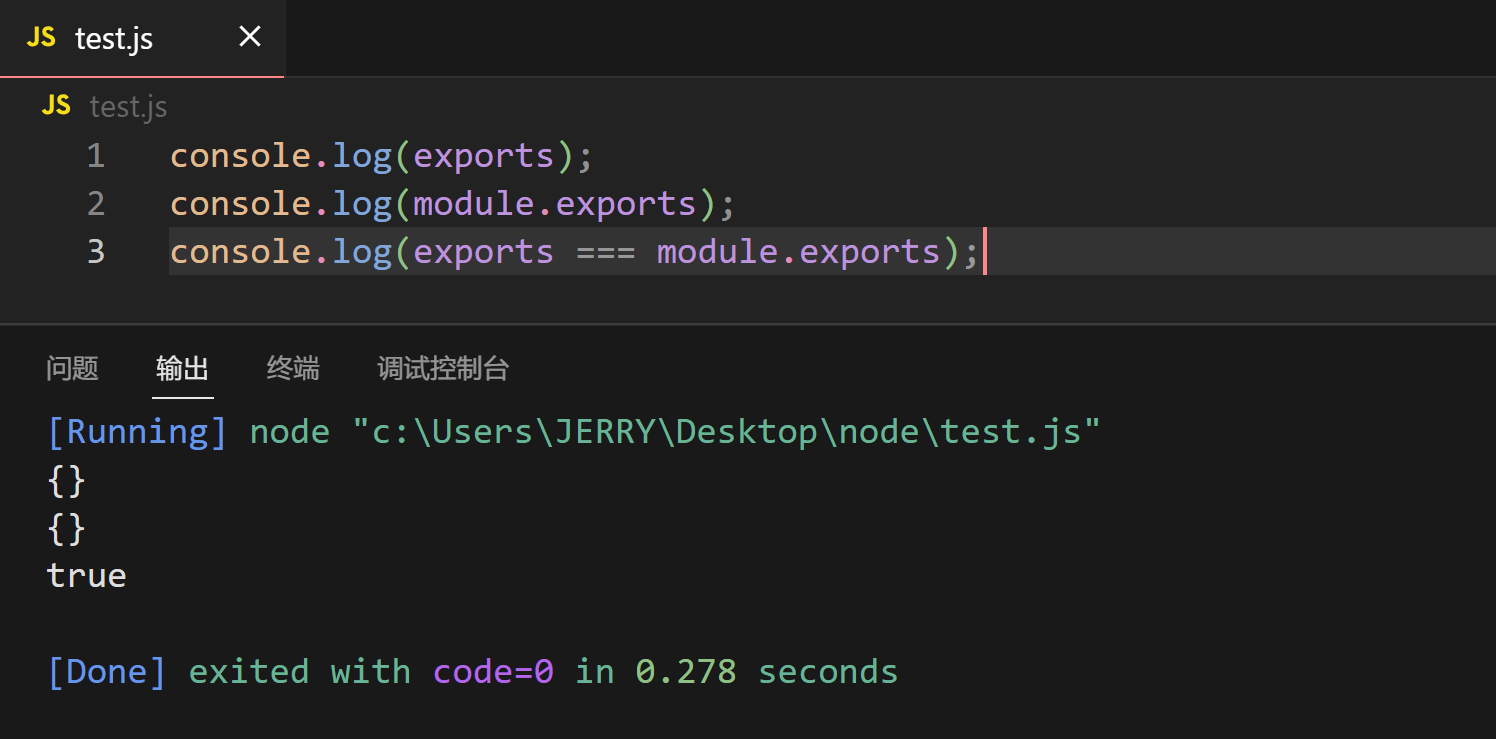 JS test.js ×
JS test.js
1 console.log(exports);
2 console.log(module.exports);
3 console.log(exports === module.exports);
问题 输出 终端 调试控制台
[Running] node "c:\Users\JERRY\Desktop\node\test.js"
{}
{}
true
[Done] exited with code=0 in 0.278 seconds